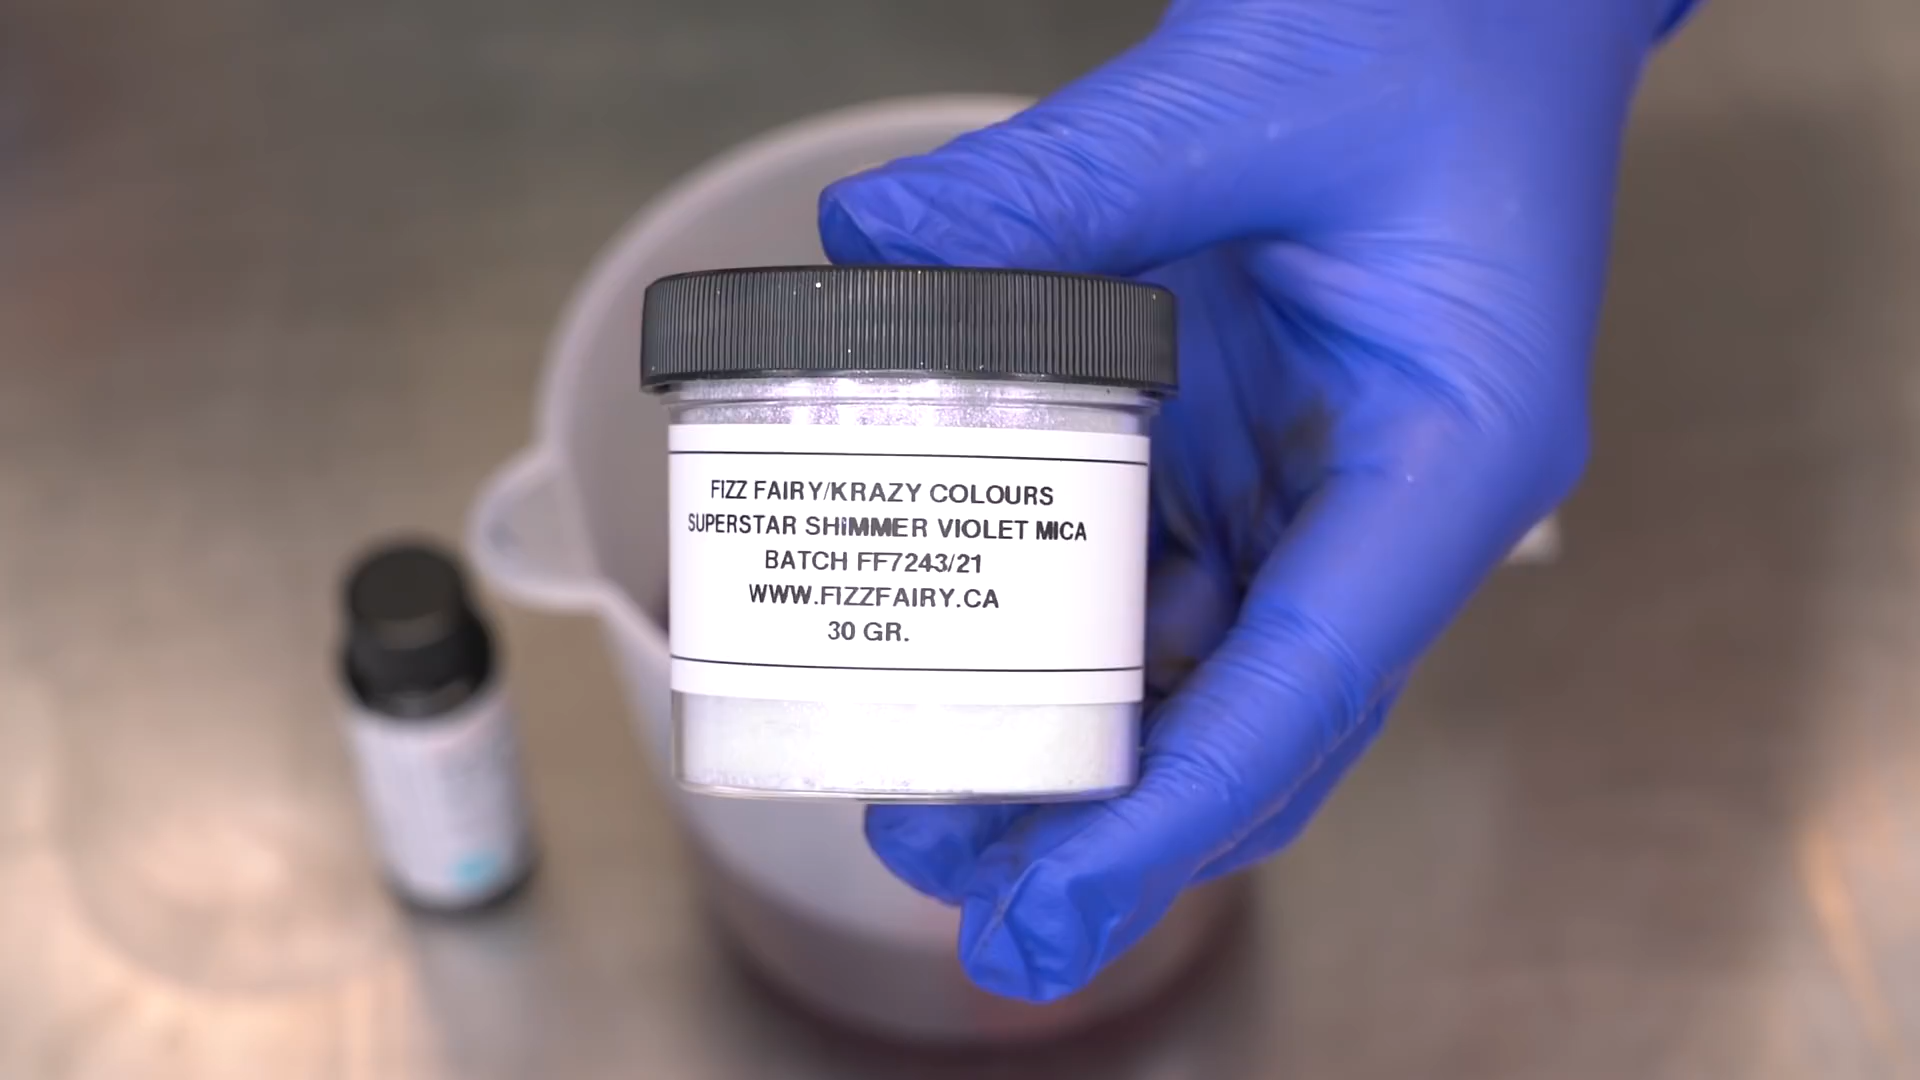 FIZZ FAIRY/KRAZY COLOURS
SUPERSTAR SHIMMER VIOLET MICA
BATCH FF7243/21
WWW.FIZZFAIRY.CA
30 GR.